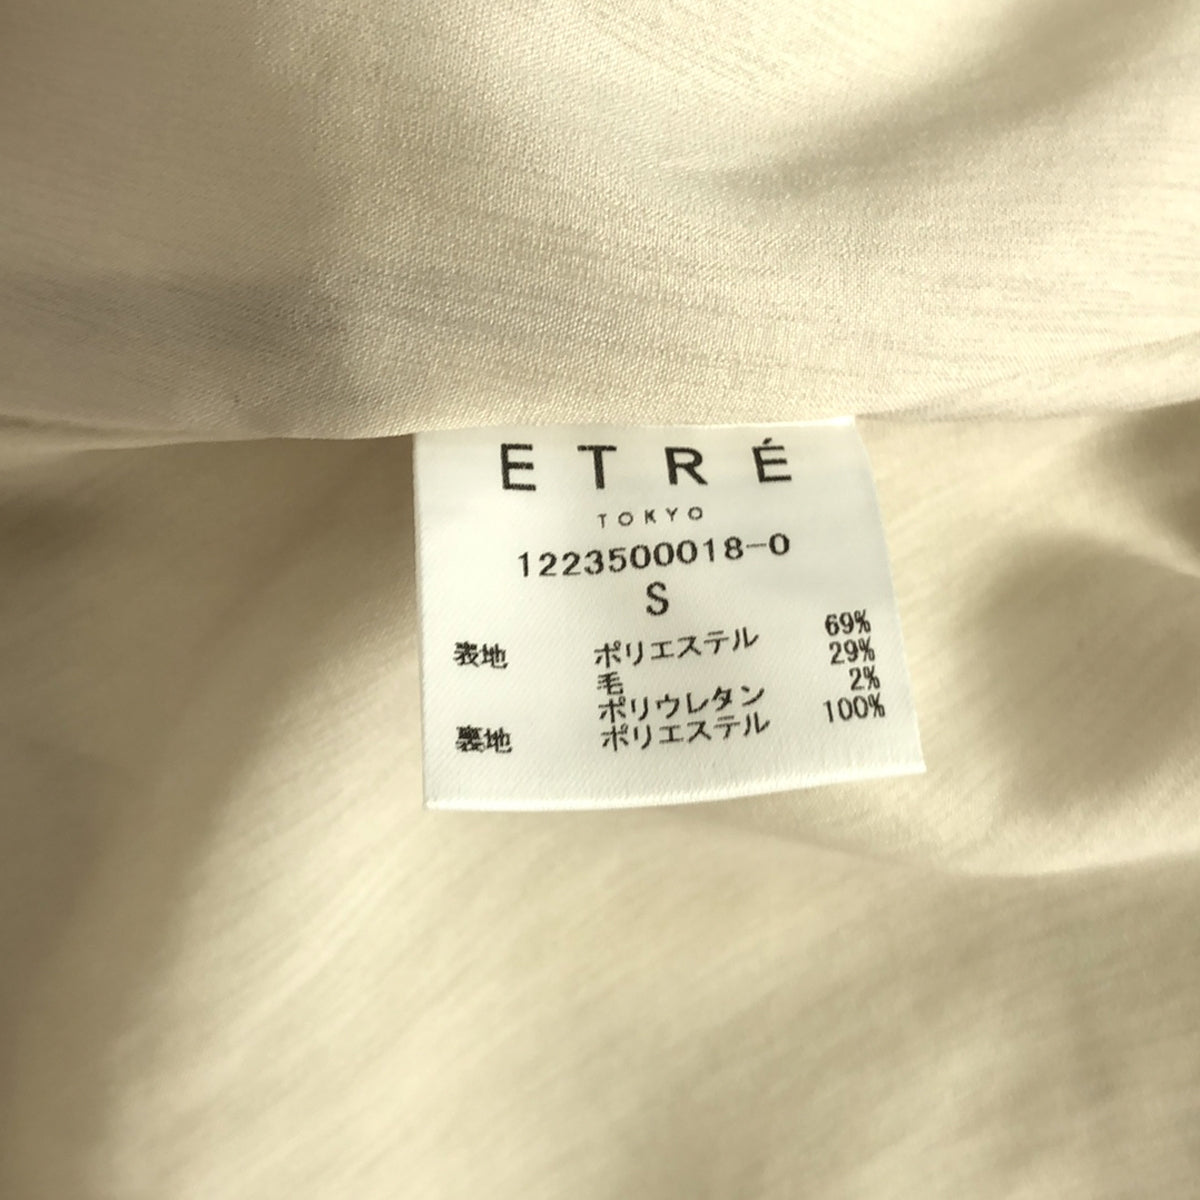 ETRÉ
TOKYO
1223500018-0
S
表地 ポリエステル 69%
毛 29%
ポリウレタン 2%
裏地 ポリエステル 100%